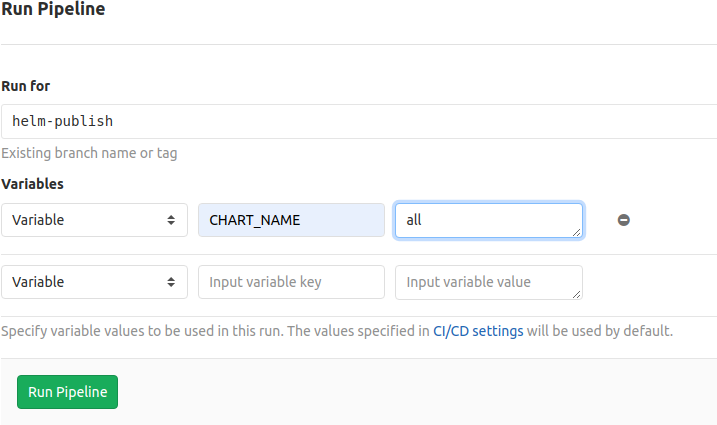 Run Pipeline
Run for
helm-publish
Existing branch name or tag
Variables
Variable CHART_NAME all
Variable Input variable key Input variable value
Specify variable values to be used in this run. The values specified in CI/CD settings will be used by default.
Run Pipeline